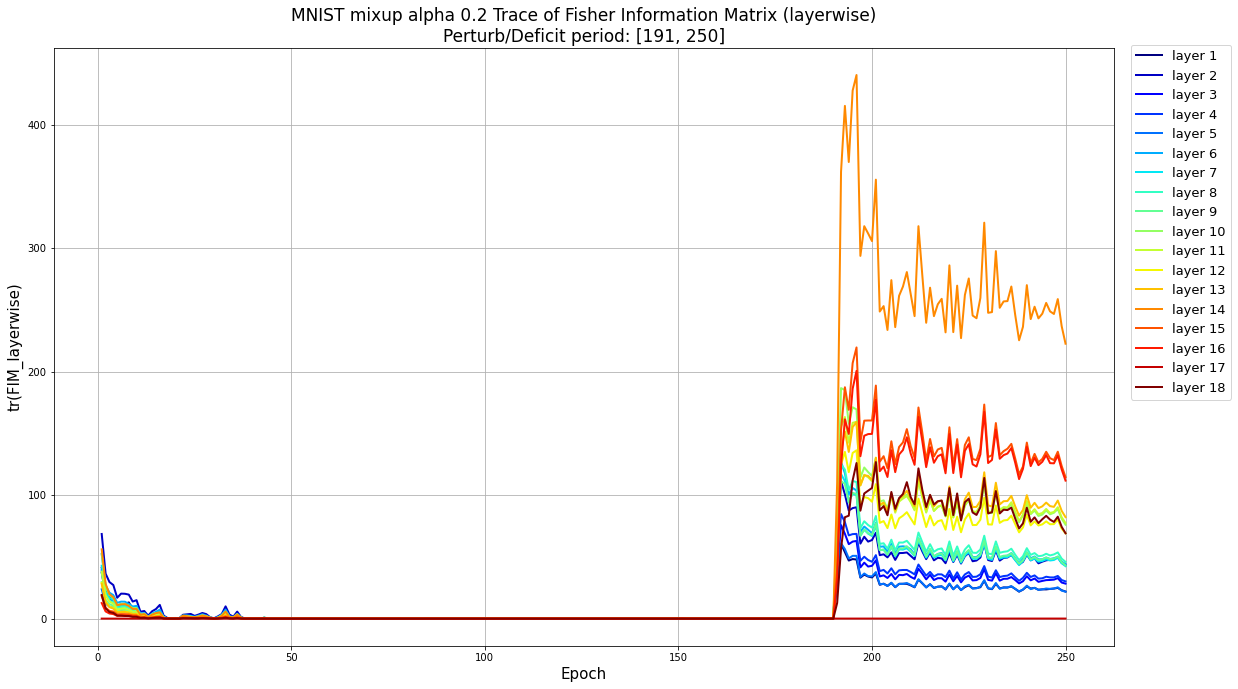 MNIST mixup alpha 0.2 Trace of Fisher Information Matrix (layerwise)
Perturb/Deficit period: [191, 250]
tr(FIM_layerwise)
400
300
200
100
0
0
50
100
150
200
250
Epoch
layer 1
layer 2
layer 3
layer 4
layer 5
layer 6
layer 7
layer 8
layer 9
layer 10
layer 11
layer 12
layer 13
layer 14
layer 15
layer 16
layer 17
layer 18